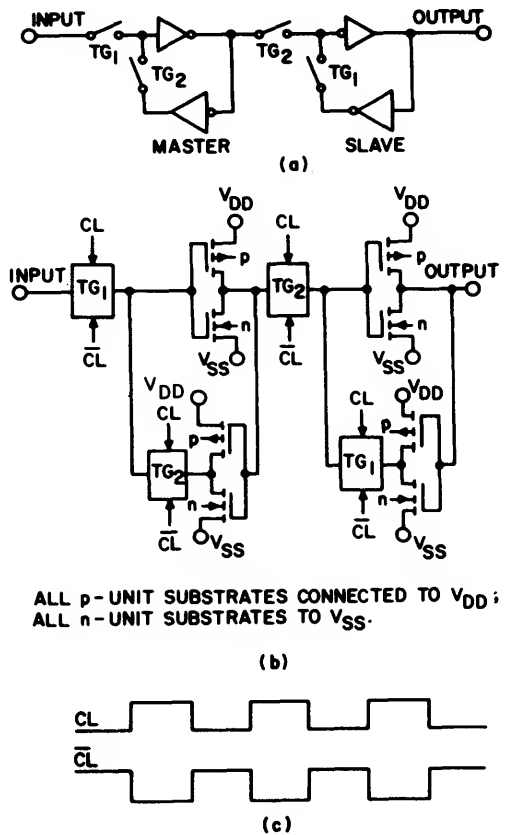 INPUT OUTPUT
TG1 TG2 TG2 TG1
MASTER SLAVE
(a)
VDD VDD
CL p CL p
INPUT TG1 TG2 OUTPUT
CL n CL n
VSS VSS
VDD VDD
CL p CL p
TG2 TG1
CL n CL n
VSS VSS
ALL p-UNIT SUBSTRATES CONNECTED TO VDD;
ALL n-UNIT SUBSTRATES TO VSS.
(b)
CL
C̅L̅
(c)